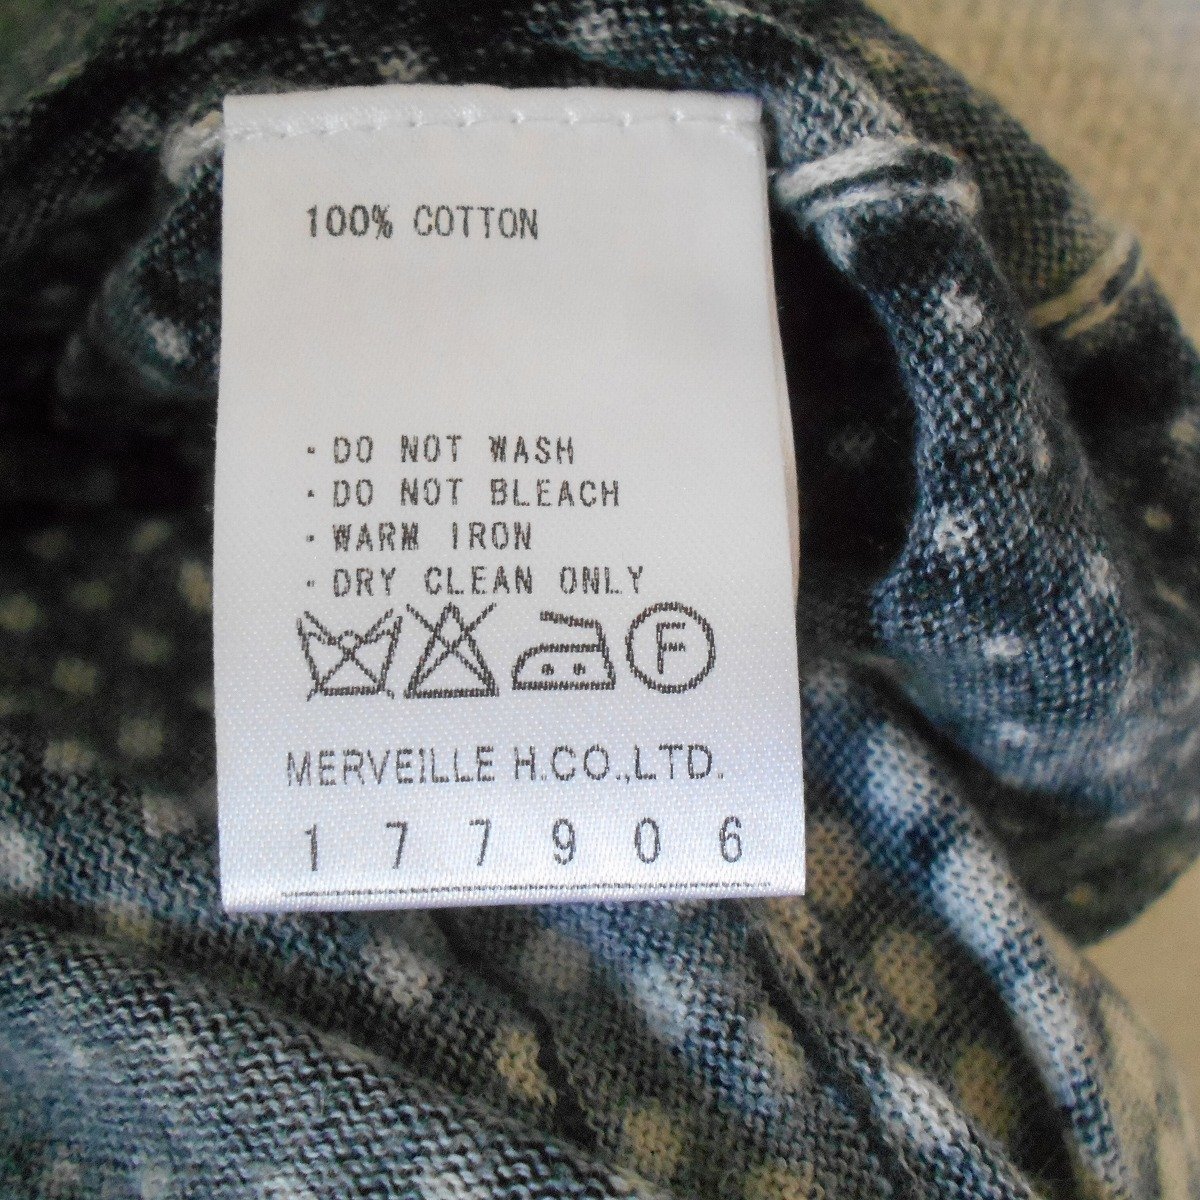 100% COTTON
· DO NOT WASH
· DO NOT BLEACH
· WARM IRON
· DRY CLEAN ONLY
F
MERVEILLE H.CO.,LTD.
177906